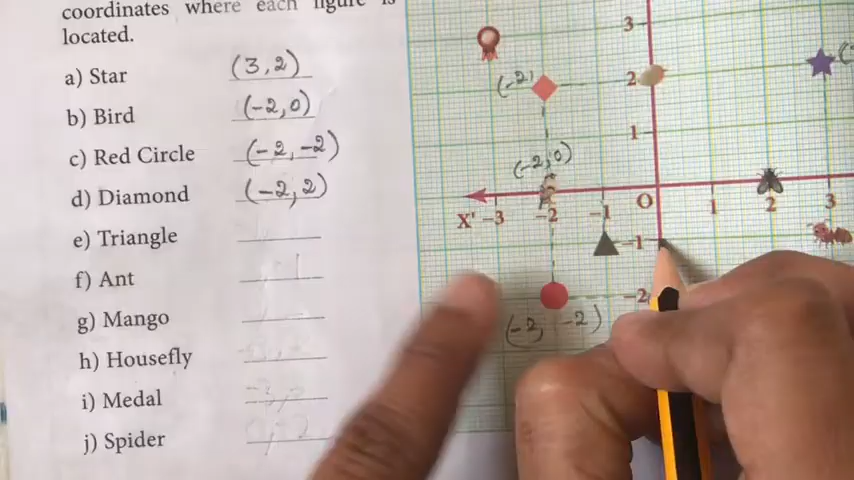 coordinates where each figure is
located.
a) Star (3, 2)
b) Bird (-2, 0)
c) Red Circle (-2, -2)
d) Diamond (-2, 2)
e) Triangle
f) Ant
g) Mango
h) Housefly
i) Medal
j) Spider
3
(-2)
2
1
(-2, 0)
X' -3 -2 -1 O 1 2 3
-1
-2
(-2, -2)